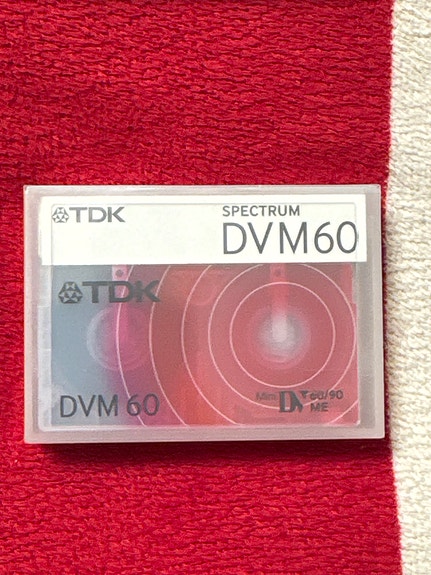 TDK
SPECTRUM
DVM60
TDK
DVM 60
Mini DV 60/90
ME